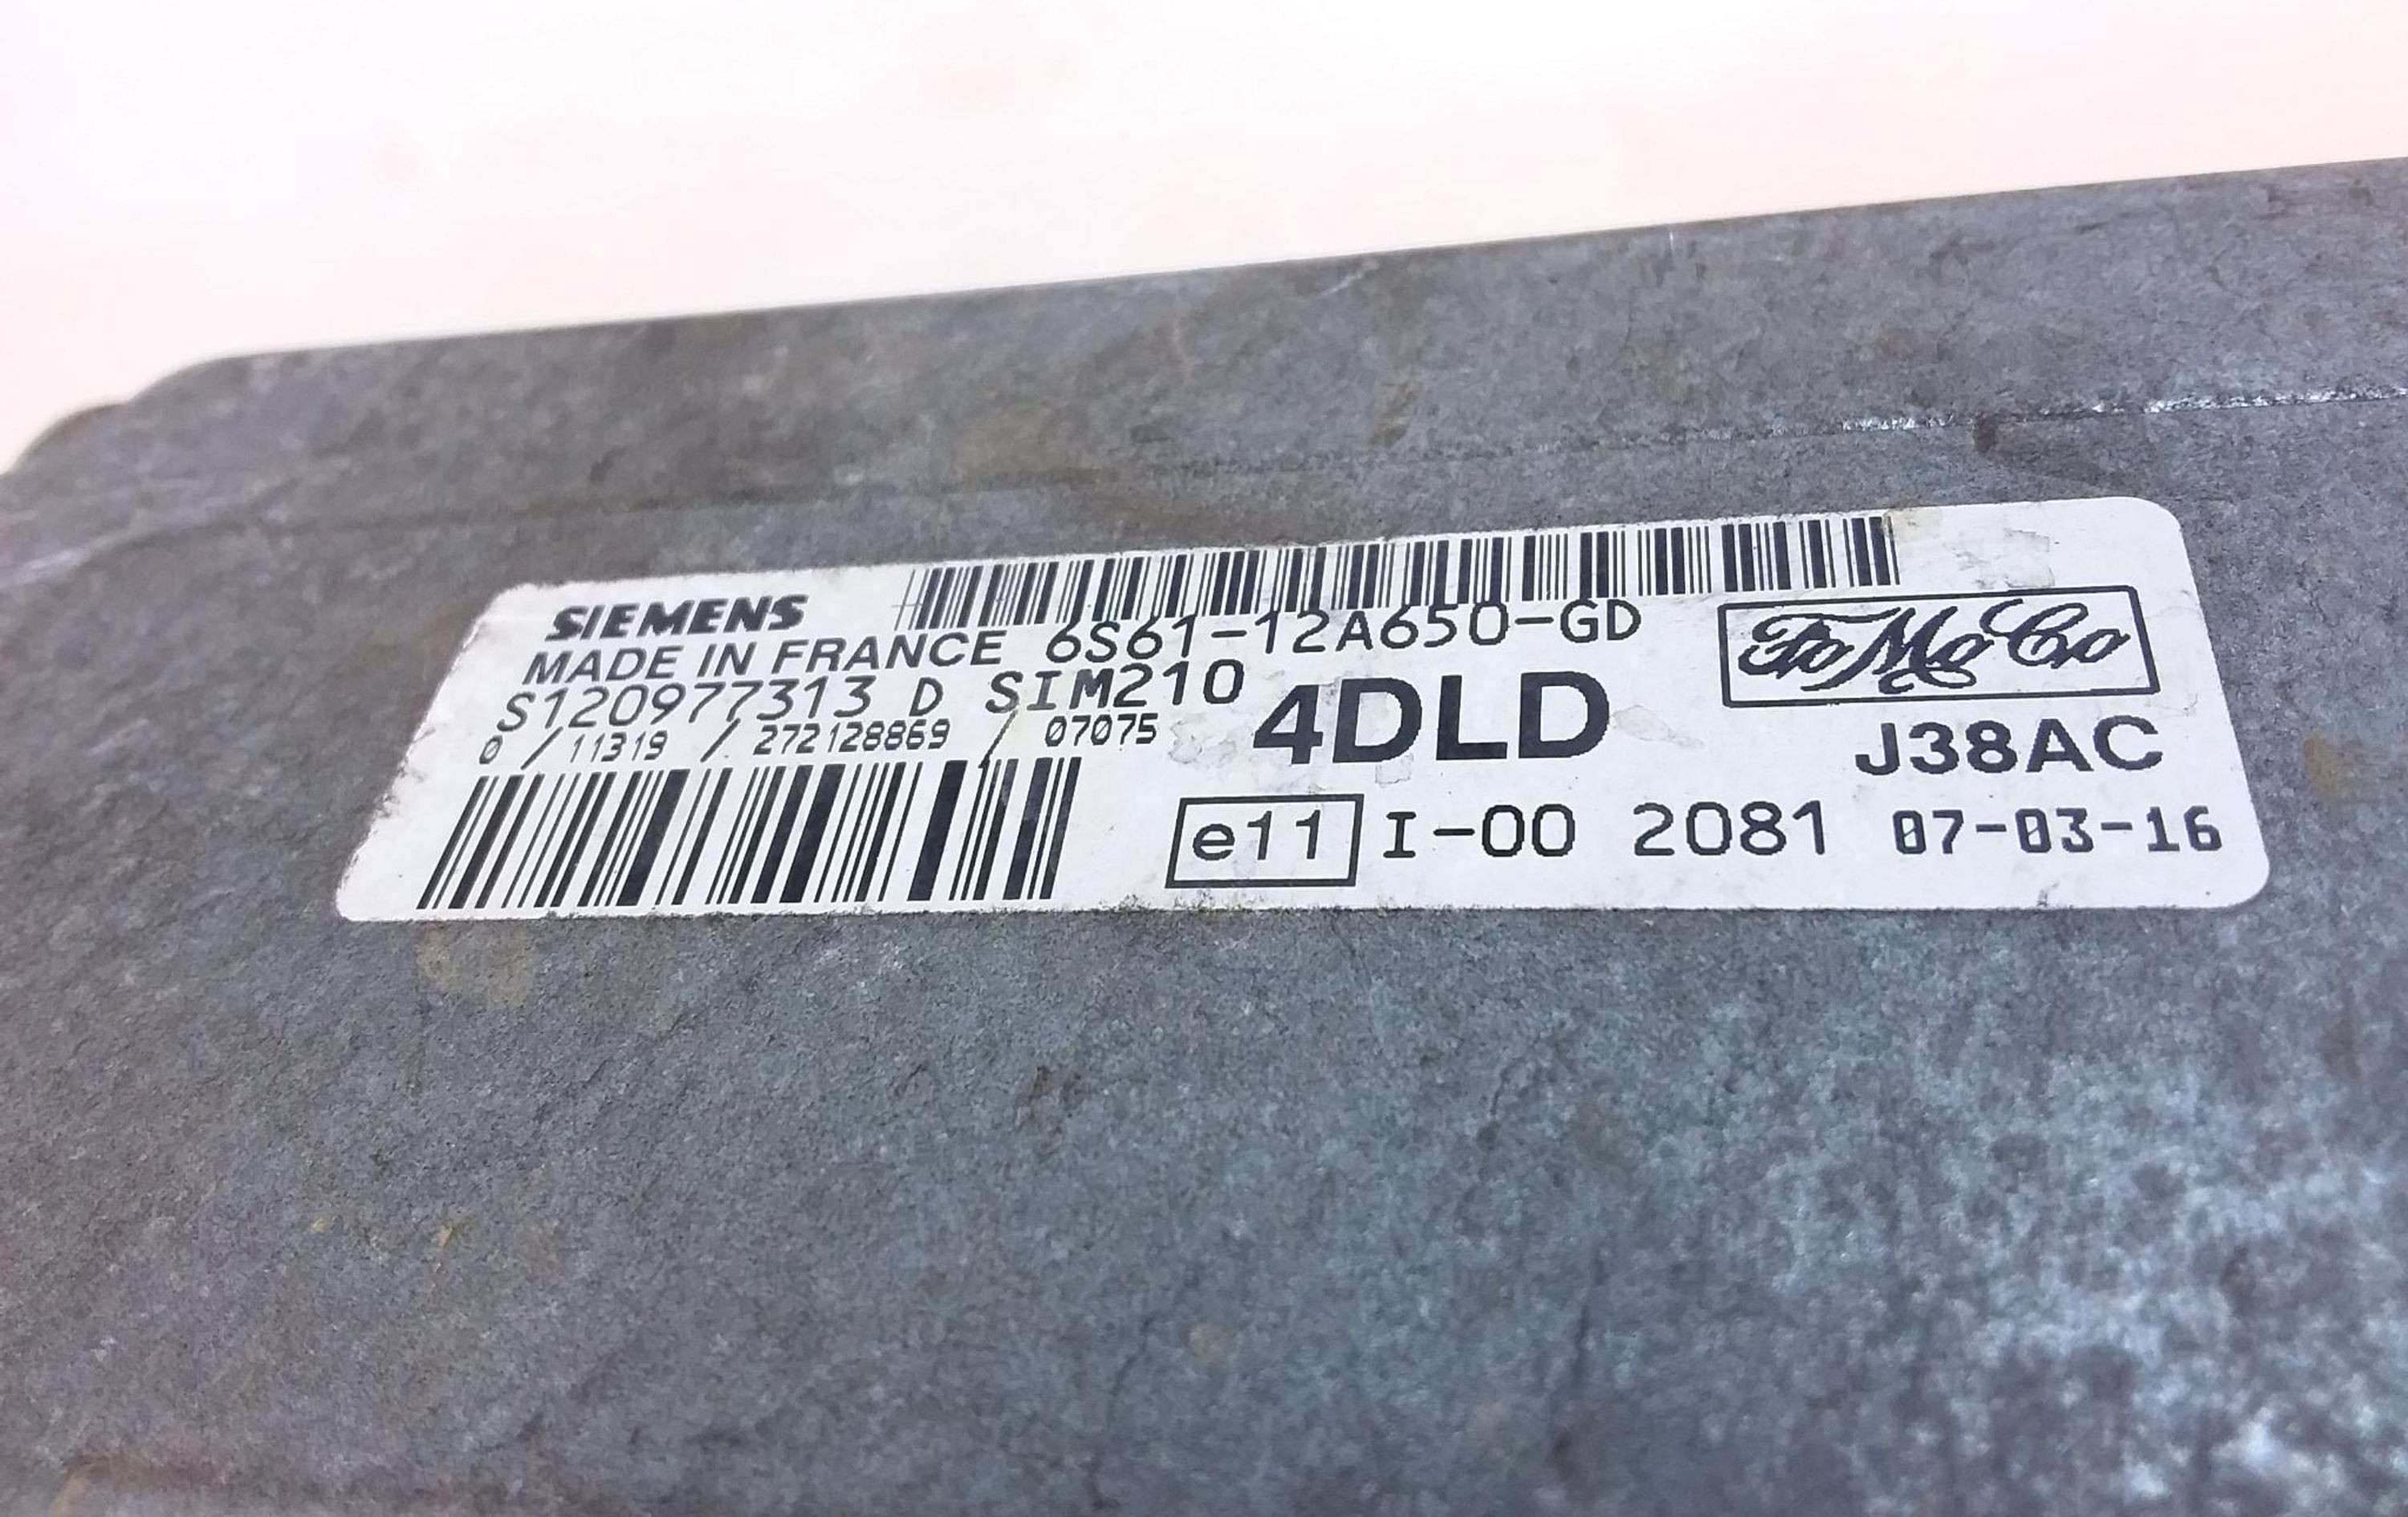 SIEMENS
MADE IN FRANCE 6S61-12A650-GD
S120977313 D SIM210
0 / 11319 / 272128869 / 07075
4DLD
FoMoCo
J38AC
e11 I-00 2081 07-03-16